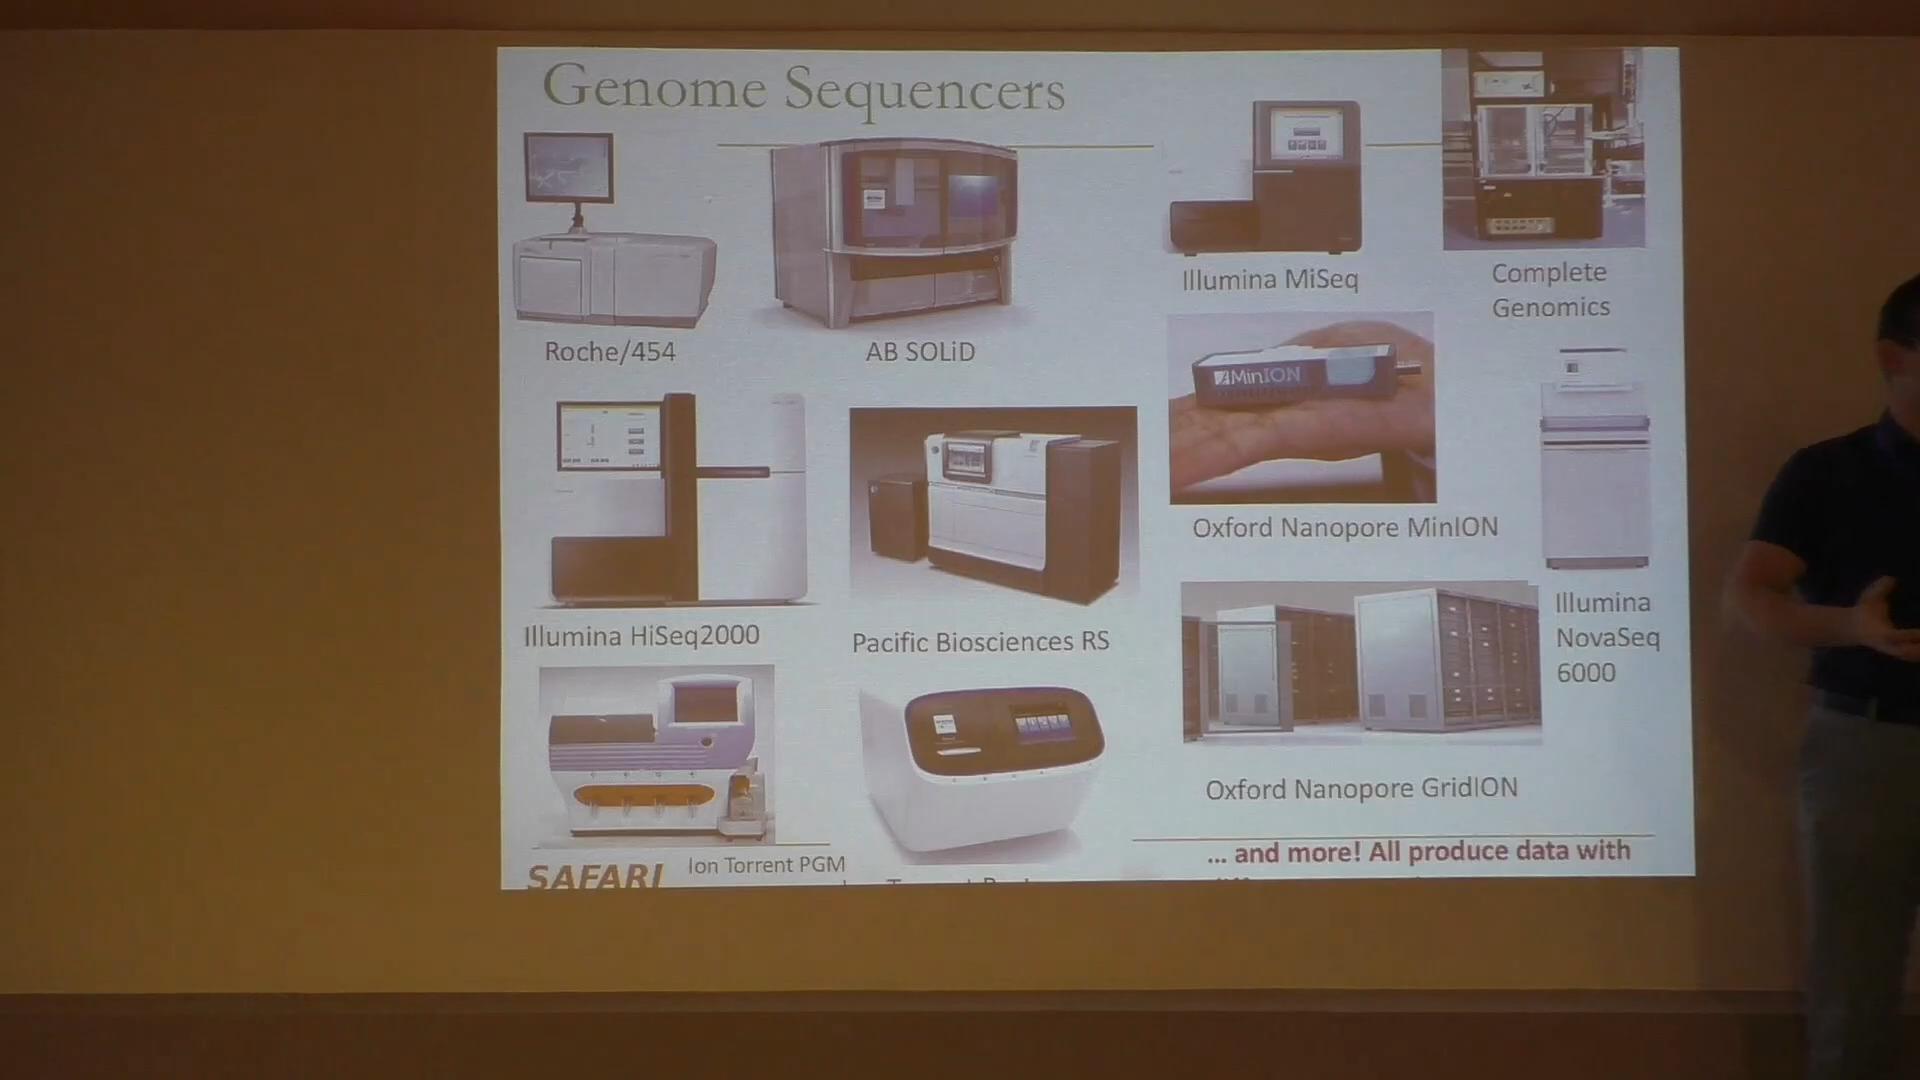 Genome Sequencers
Roche/454
AB SOLiD
Illumina MiSeq
Complete
Genomics
MinION
Oxford Nanopore MinION
Illumina HiSeq2000
Pacific Biosciences RS
Illumina
NovaSeq
6000
Oxford Nanopore GridION
Ion Torrent PGM
SAFARI
... and more! All produce data with